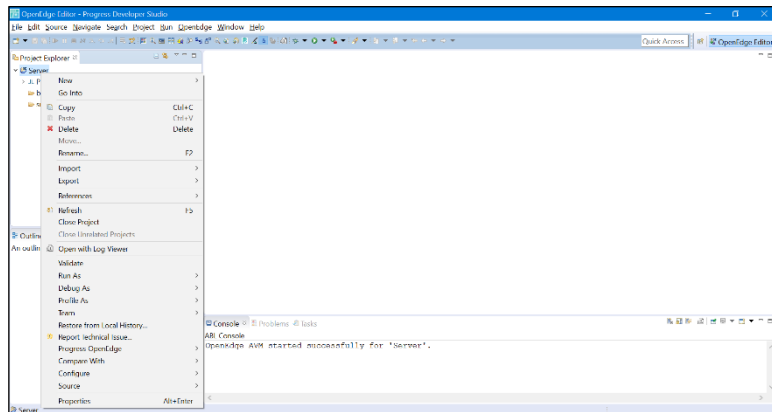 OpenEdge Editor - Progress Developer Studio
File Edit Source Navigate Search Project Run OpenEdge Window Help
Quick Access
OpenEdge Editor
Project Explorer
Server
New
Go Into
Copy Ctrl+C
Paste Ctrl+V
Delete Delete
Move...
Rename... F2
Import
Export
References
Refresh F5
Close Project
Close Unrelated Projects
Outline
An outlin
Open with Log Viewer
Validate
Run As
Debug As
Profile As
Team
Restore from Local History...
Report Technical Issue...
Progress OpenEdge
Compare With
Configure
Source
Properties Alt+Enter
Console Problems Tasks
ABL Console
OpenEdge AVM started successfully for 'Server'.
Server